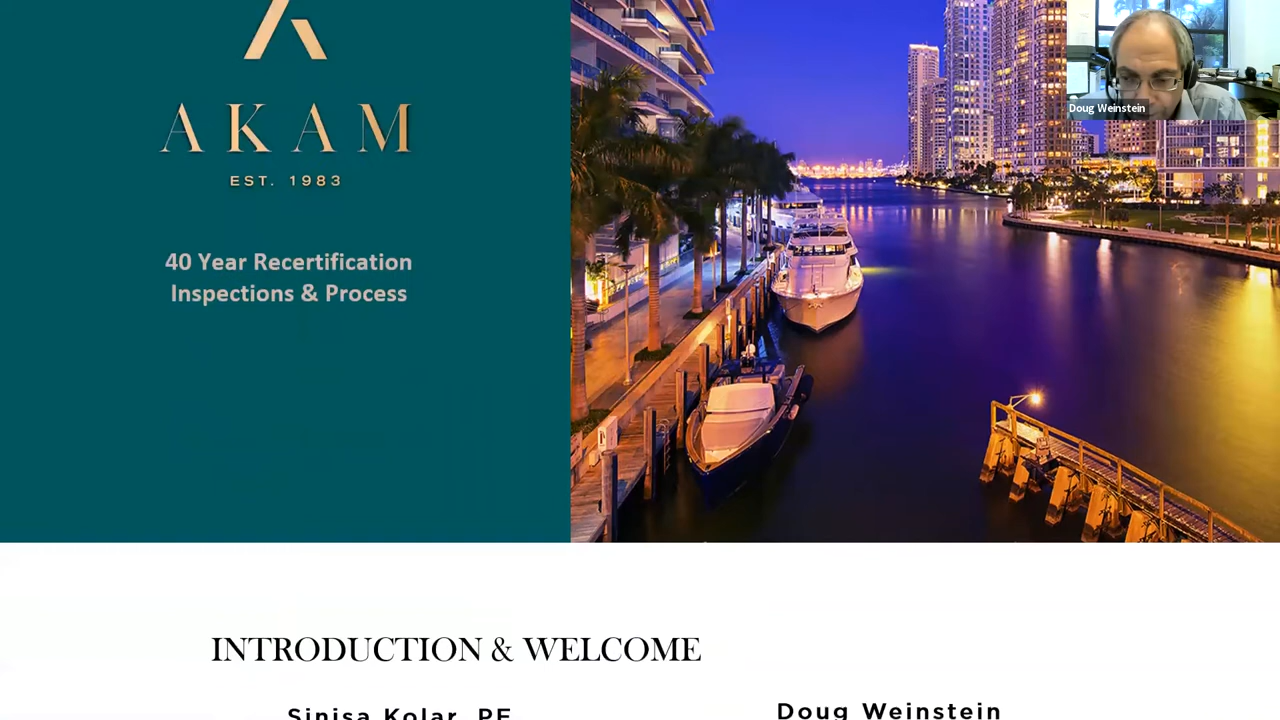 AKAM
EST. 1983
40 Year Recertification
Inspections & Process
Doug Weinstein
INTRODUCTION & WELCOME
Sinisa Kolar, PE
Doug Weinstein